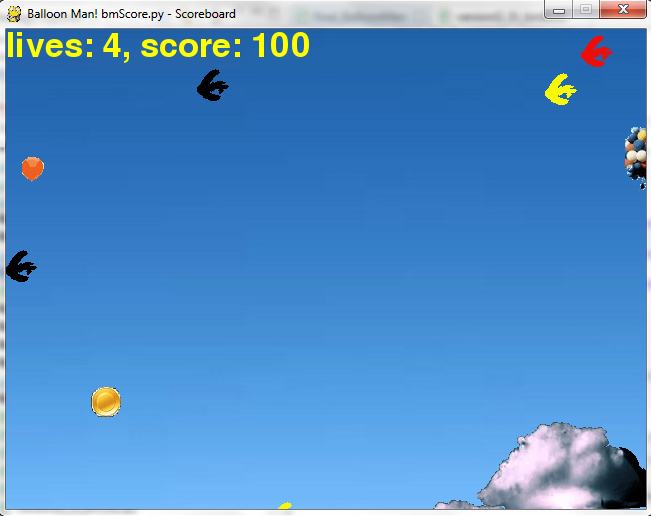 Balloon Man! bmScore.py - Scoreboard
lives: 4, score: 100